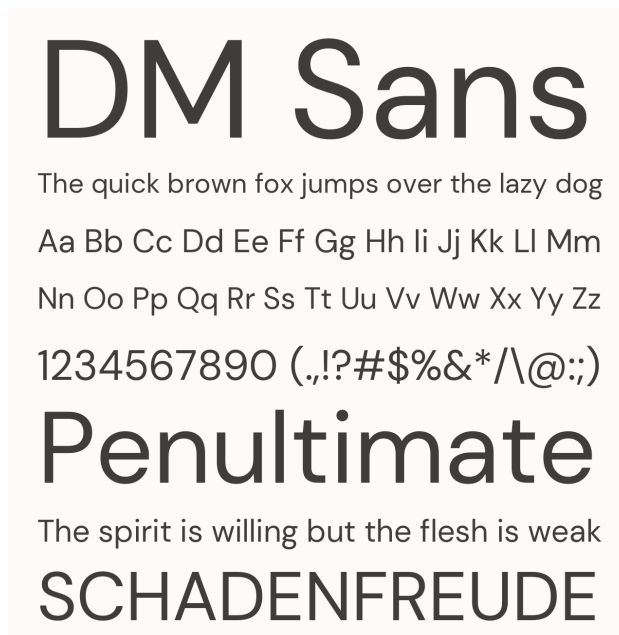 DM Sans
The quick brown fox jumps over the lazy dog
Aa Bb Cc Dd Ee Ff Gg Hh Ii Jj Kk Ll Mm
Nn Oo Pp Qq Rr Ss Tt Uu Vv Ww Xx Yy Zz
1234567890 (.,!?#$%&*/\@:;)
Penultimate
The spirit is willing but the flesh is weak
SCHADENFREUDE